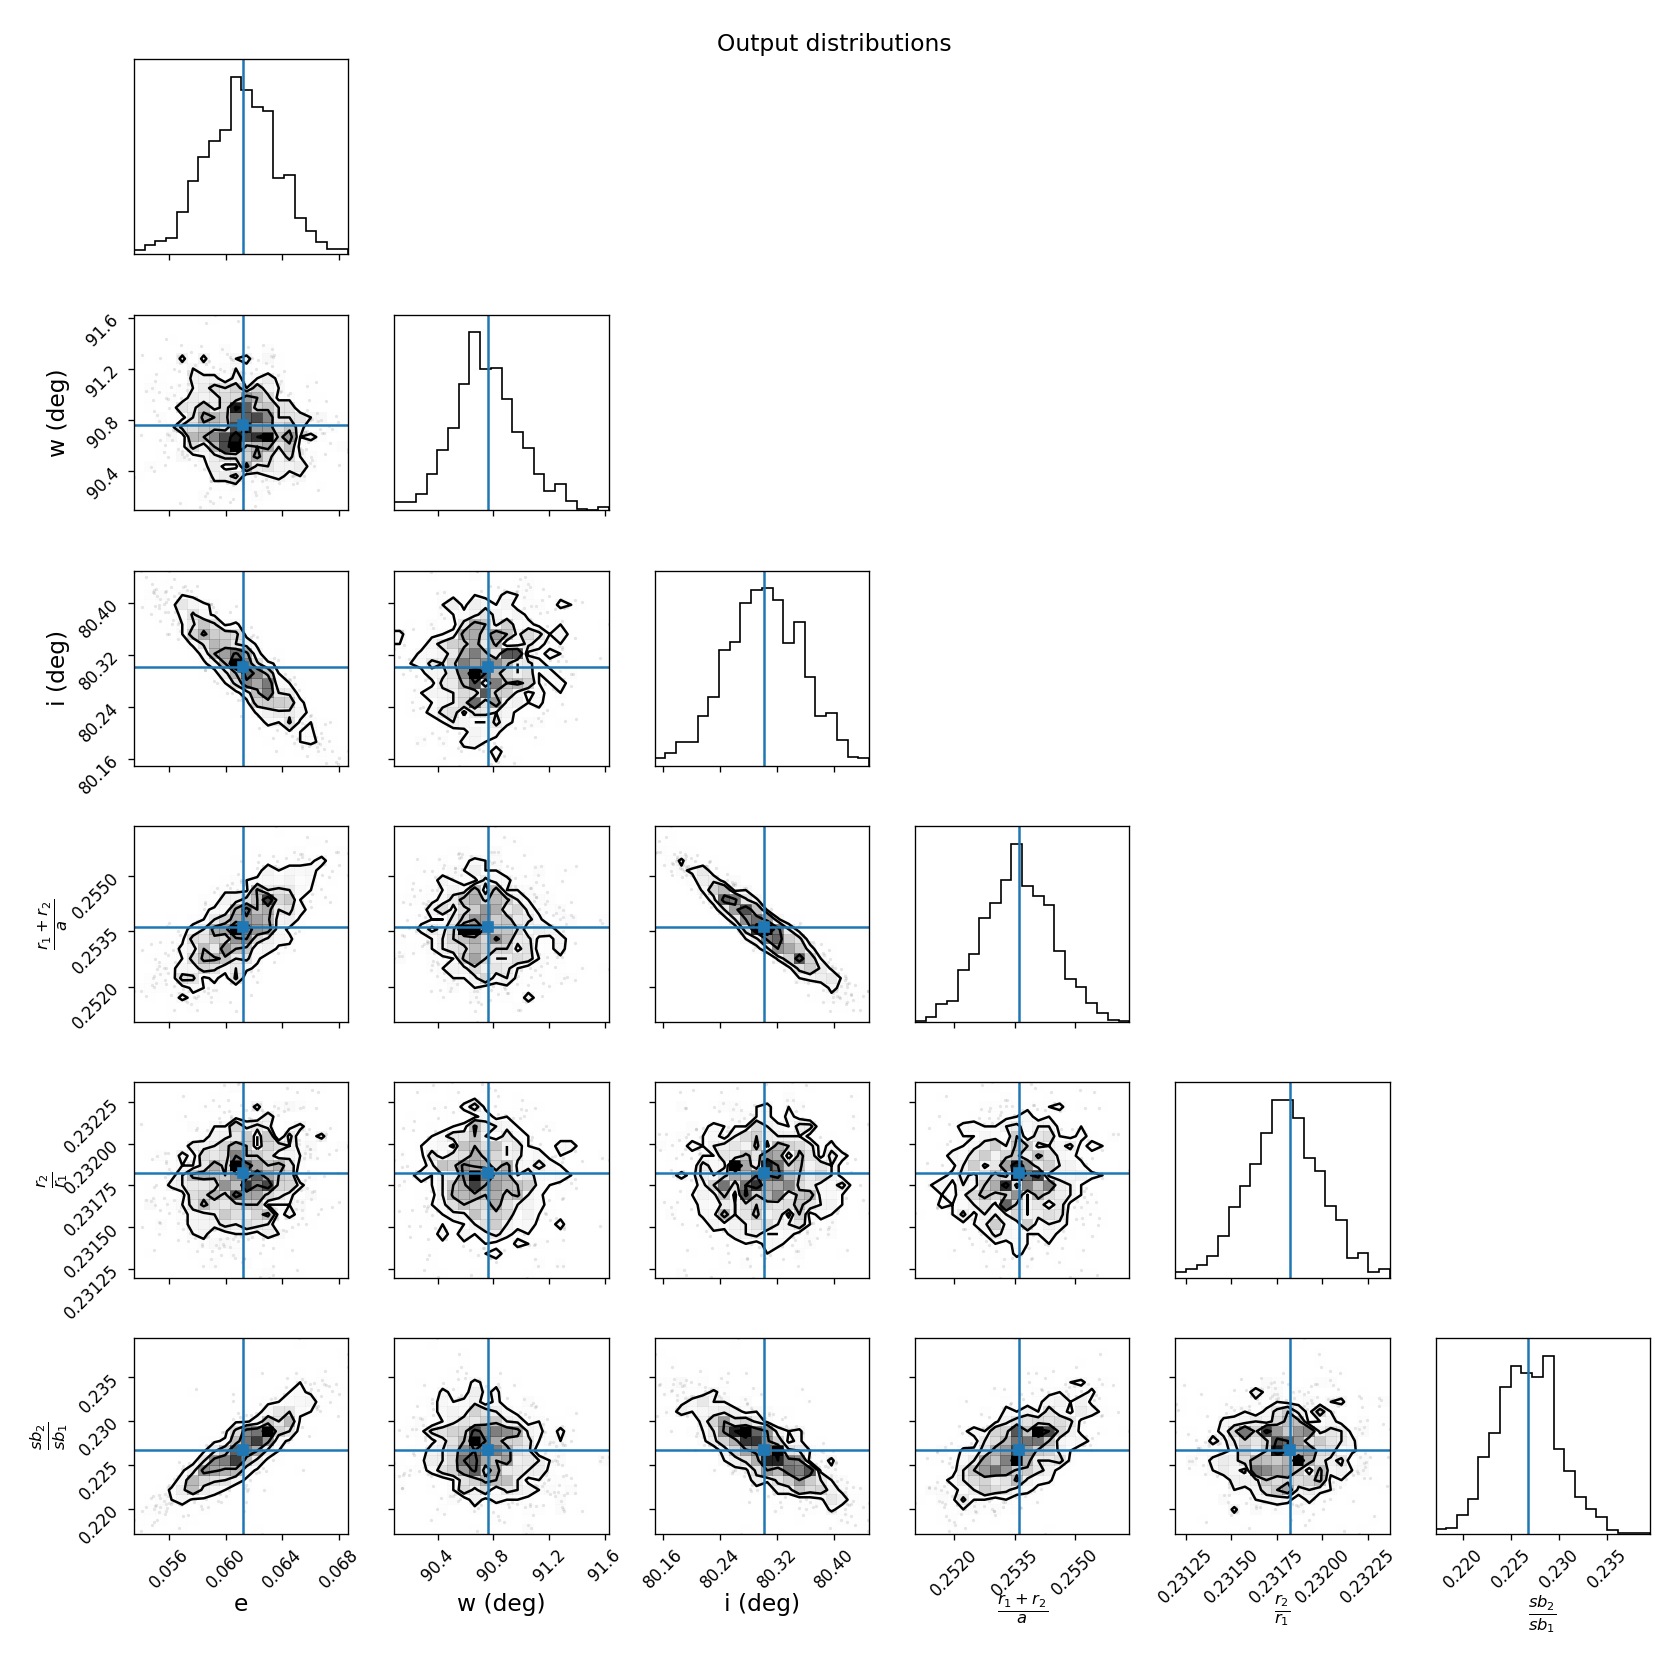 Output distributions
w (deg)
91.6
91.2
90.8
90.4
i (deg)
80.40
80.32
80.24
80.16
r₁ + r₂
a
0.2550
0.2535
0.2520
r₂
r₁
0.23225
0.23200
0.23175
0.23150
0.23125
sb₂
sb₁
0.235
0.230
0.225
0.220
0.056 0.060 0.064 0.068 90.4 90.8 91.2 91.6 80.16 80.24 80.32 80.40 0.2520 0.2535 0.2550 0.23125 0.23150 0.23175 0.23200 0.23225 0.220 0.225 0.230 0.235
e w (deg) i (deg) r₁ + r₂ / a r₂ / r₁ sb₂ / sb₁